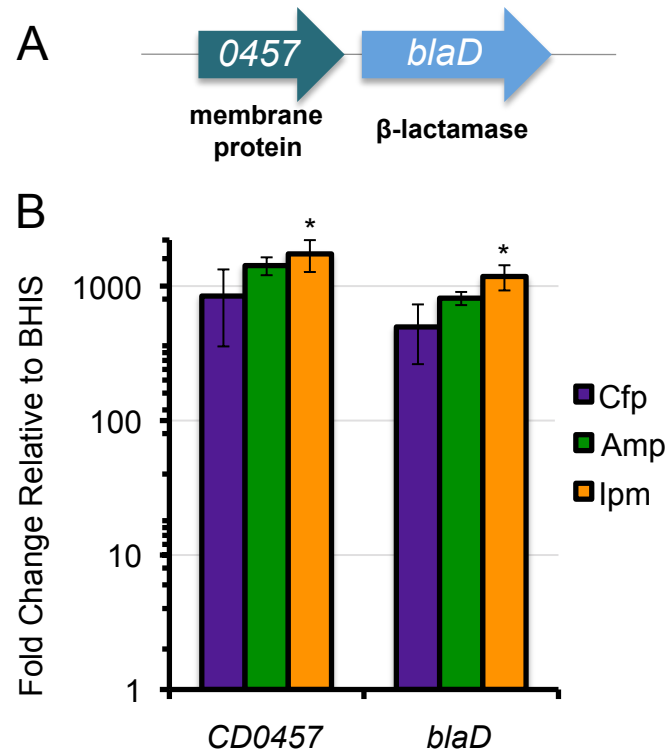 A
0457
blaD
membrane
protein
β-lactamase
B
Fold Change Relative to BHIS
1000
100
10
1
*
*
CD0457
blaD
Cfp
Amp
Ipm